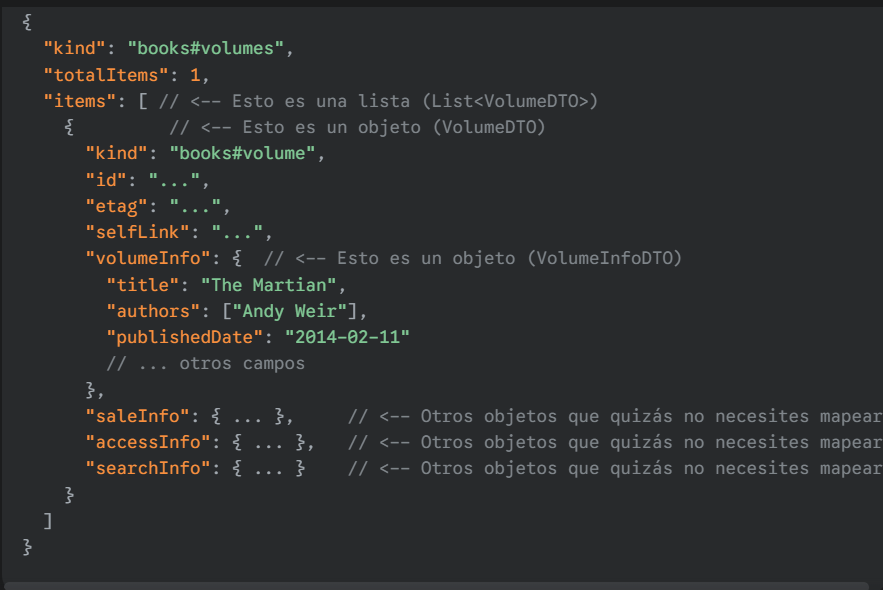 {
  "kind": "books#volumes",
  "totalItems": 1,
  "items": [ // <-- Esto es una lista (List<VolumeDTO>)
    {         // <-- Esto es un objeto (VolumeDTO)
      "kind": "books#volume",
      "id": "...",
      "etag": "...",
      "selfLink": "...",
      "volumeInfo": {  // <-- Esto es un objeto (VolumeInfoDTO)
        "title": "The Martian",
        "authors": ["Andy Weir"],
        "publishedDate": "2014-02-11"
        // ... otros campos
      },
      "saleInfo": { ... },     // <-- Otros objetos que quizás no necesites mapear
      "accessInfo": { ... },   // <-- Otros objetos que quizás no necesites mapear
      "searchInfo": { ... }    // <-- Otros objetos que quizás no necesites mapear
    }
  ]
}